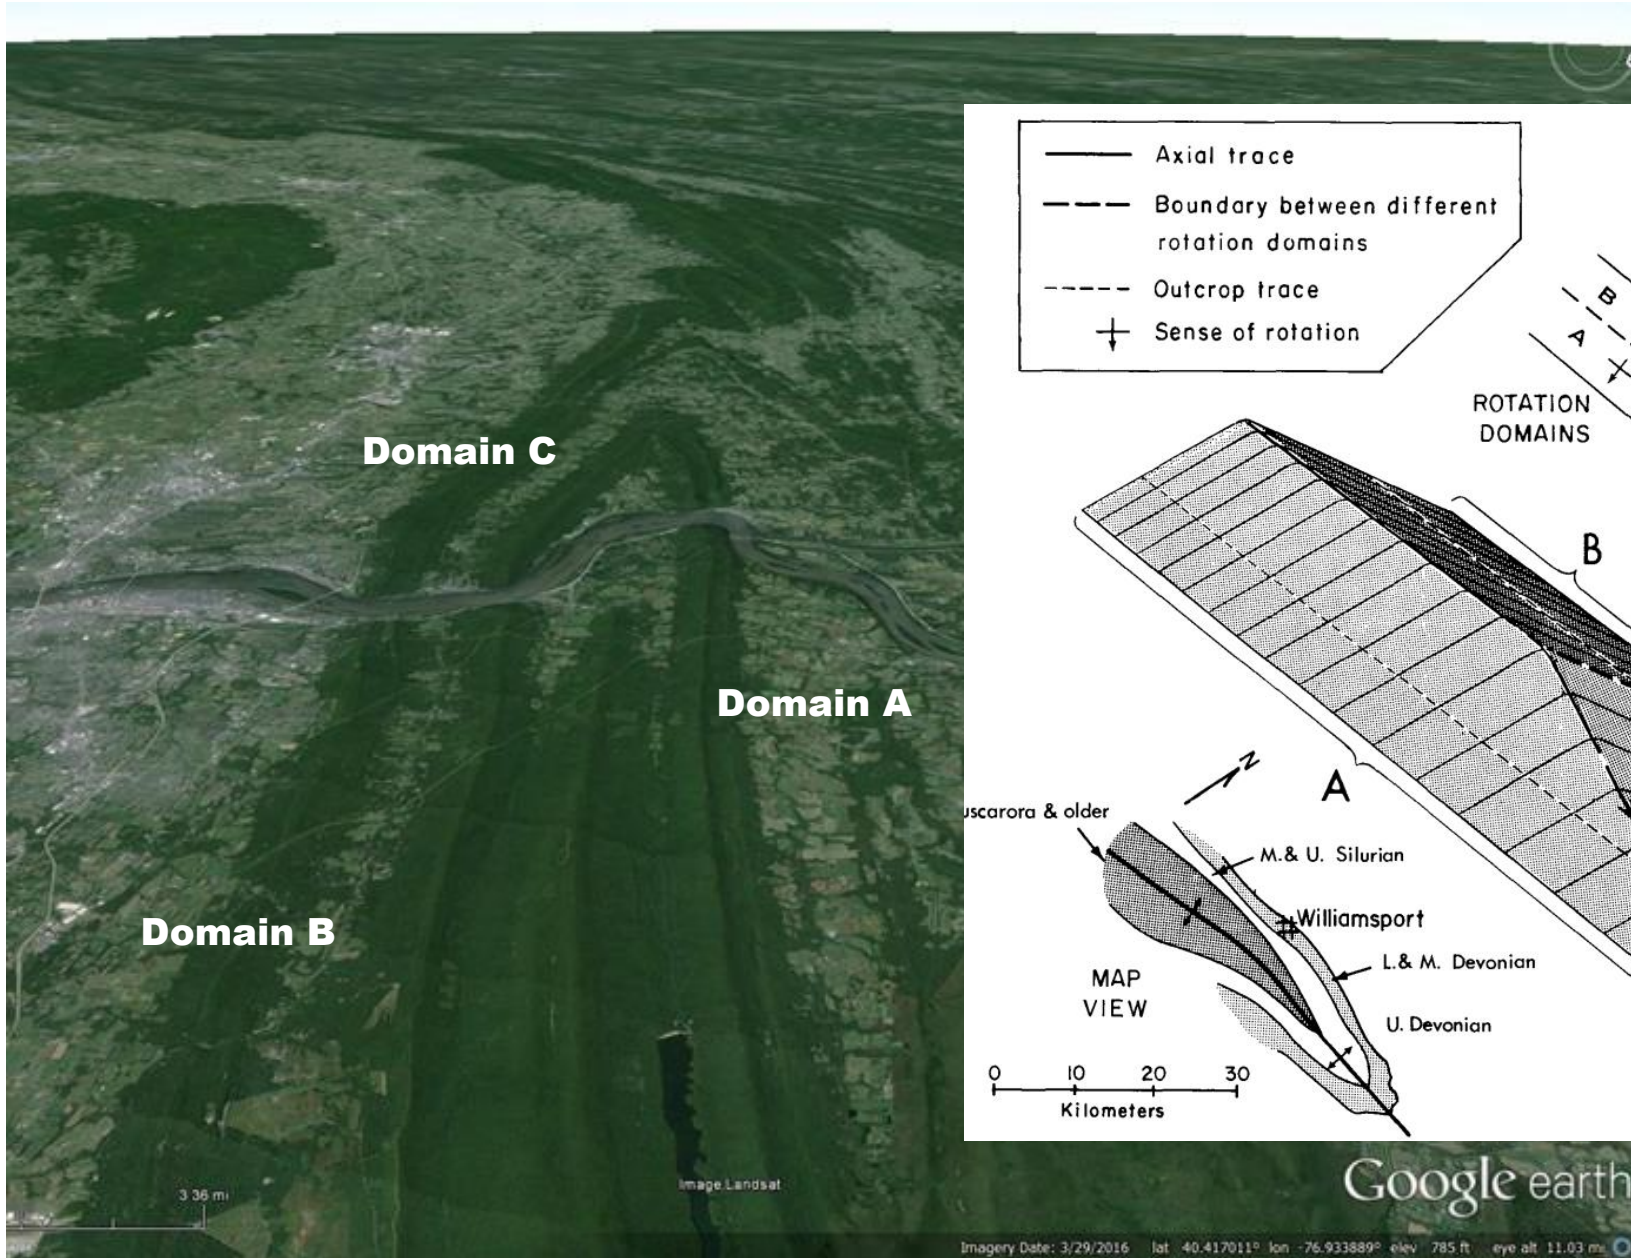 Axial trace
Boundary between different
rotation domains
Outcrop trace
Sense of rotation
B
A
ROTATION
DOMAINS
Domain C
B
Domain A
A
N
uscarora & older
M.& U. Silurian
Williamsport
Domain B
L.& M. Devonian
MAP
VIEW
U. Devonian
0 10 20 30
Kilometers
Google earth
Image Landsat
3.36 mi
Imagery Date: 3/29/2016 lat 40.417011° lon -76.933889° elev 785 ft eye alt 11.03 mi